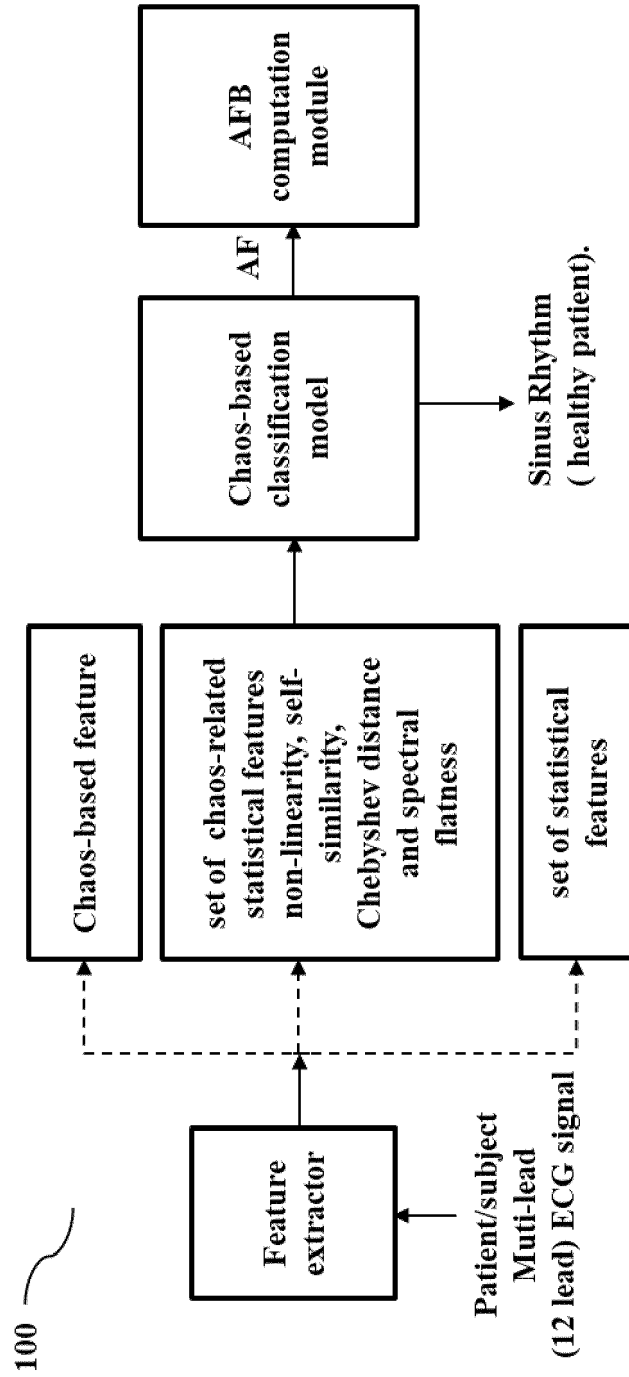 100
Patient/subject
Muti-lead
(12 lead) ECG signal
Feature
extractor
Chaos-based feature
set of chaos-related
statistical features
non-linearity, self-
similarity,
Chebyshev distance
and spectral
flatness
set of statistical
features
Chaos-based
classification
model
Sinus Rhythm
( healthy patient).
AF
AFB
computation
module